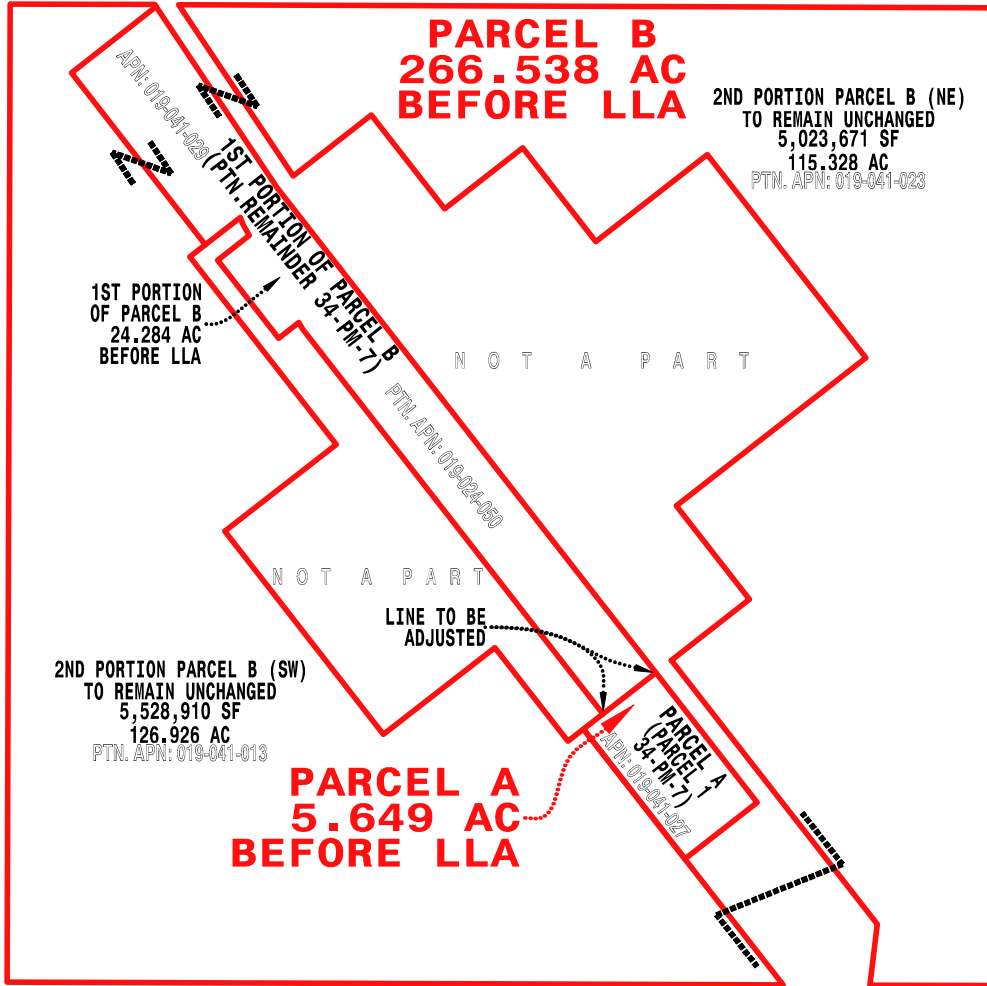 PARCEL B
266.538 AC
BEFORE LLA
2ND PORTION PARCEL B (NE)
TO REMAIN UNCHANGED
5,023,671 SF
115.328 AC
PTN. APN: 019-041-023
APN: 019-041-029
1ST PORTION OF PARCEL B
(PTN. REMAINDER 34-PM-7)
1ST PORTION
OF PARCEL B
24.284 AC
BEFORE LLA
NOT A PART
PTN. APN: 019-024-050
NOT A PART
LINE TO BE
ADJUSTED
2ND PORTION PARCEL B (SW)
TO REMAIN UNCHANGED
5,528,910 SF
126.926 AC
PTN. APN: 019-041-013
PARCEL A
(PARCEL 1
34-PM-7)
APN: 019-041-027
PARCEL A
5.649 AC
BEFORE LLA